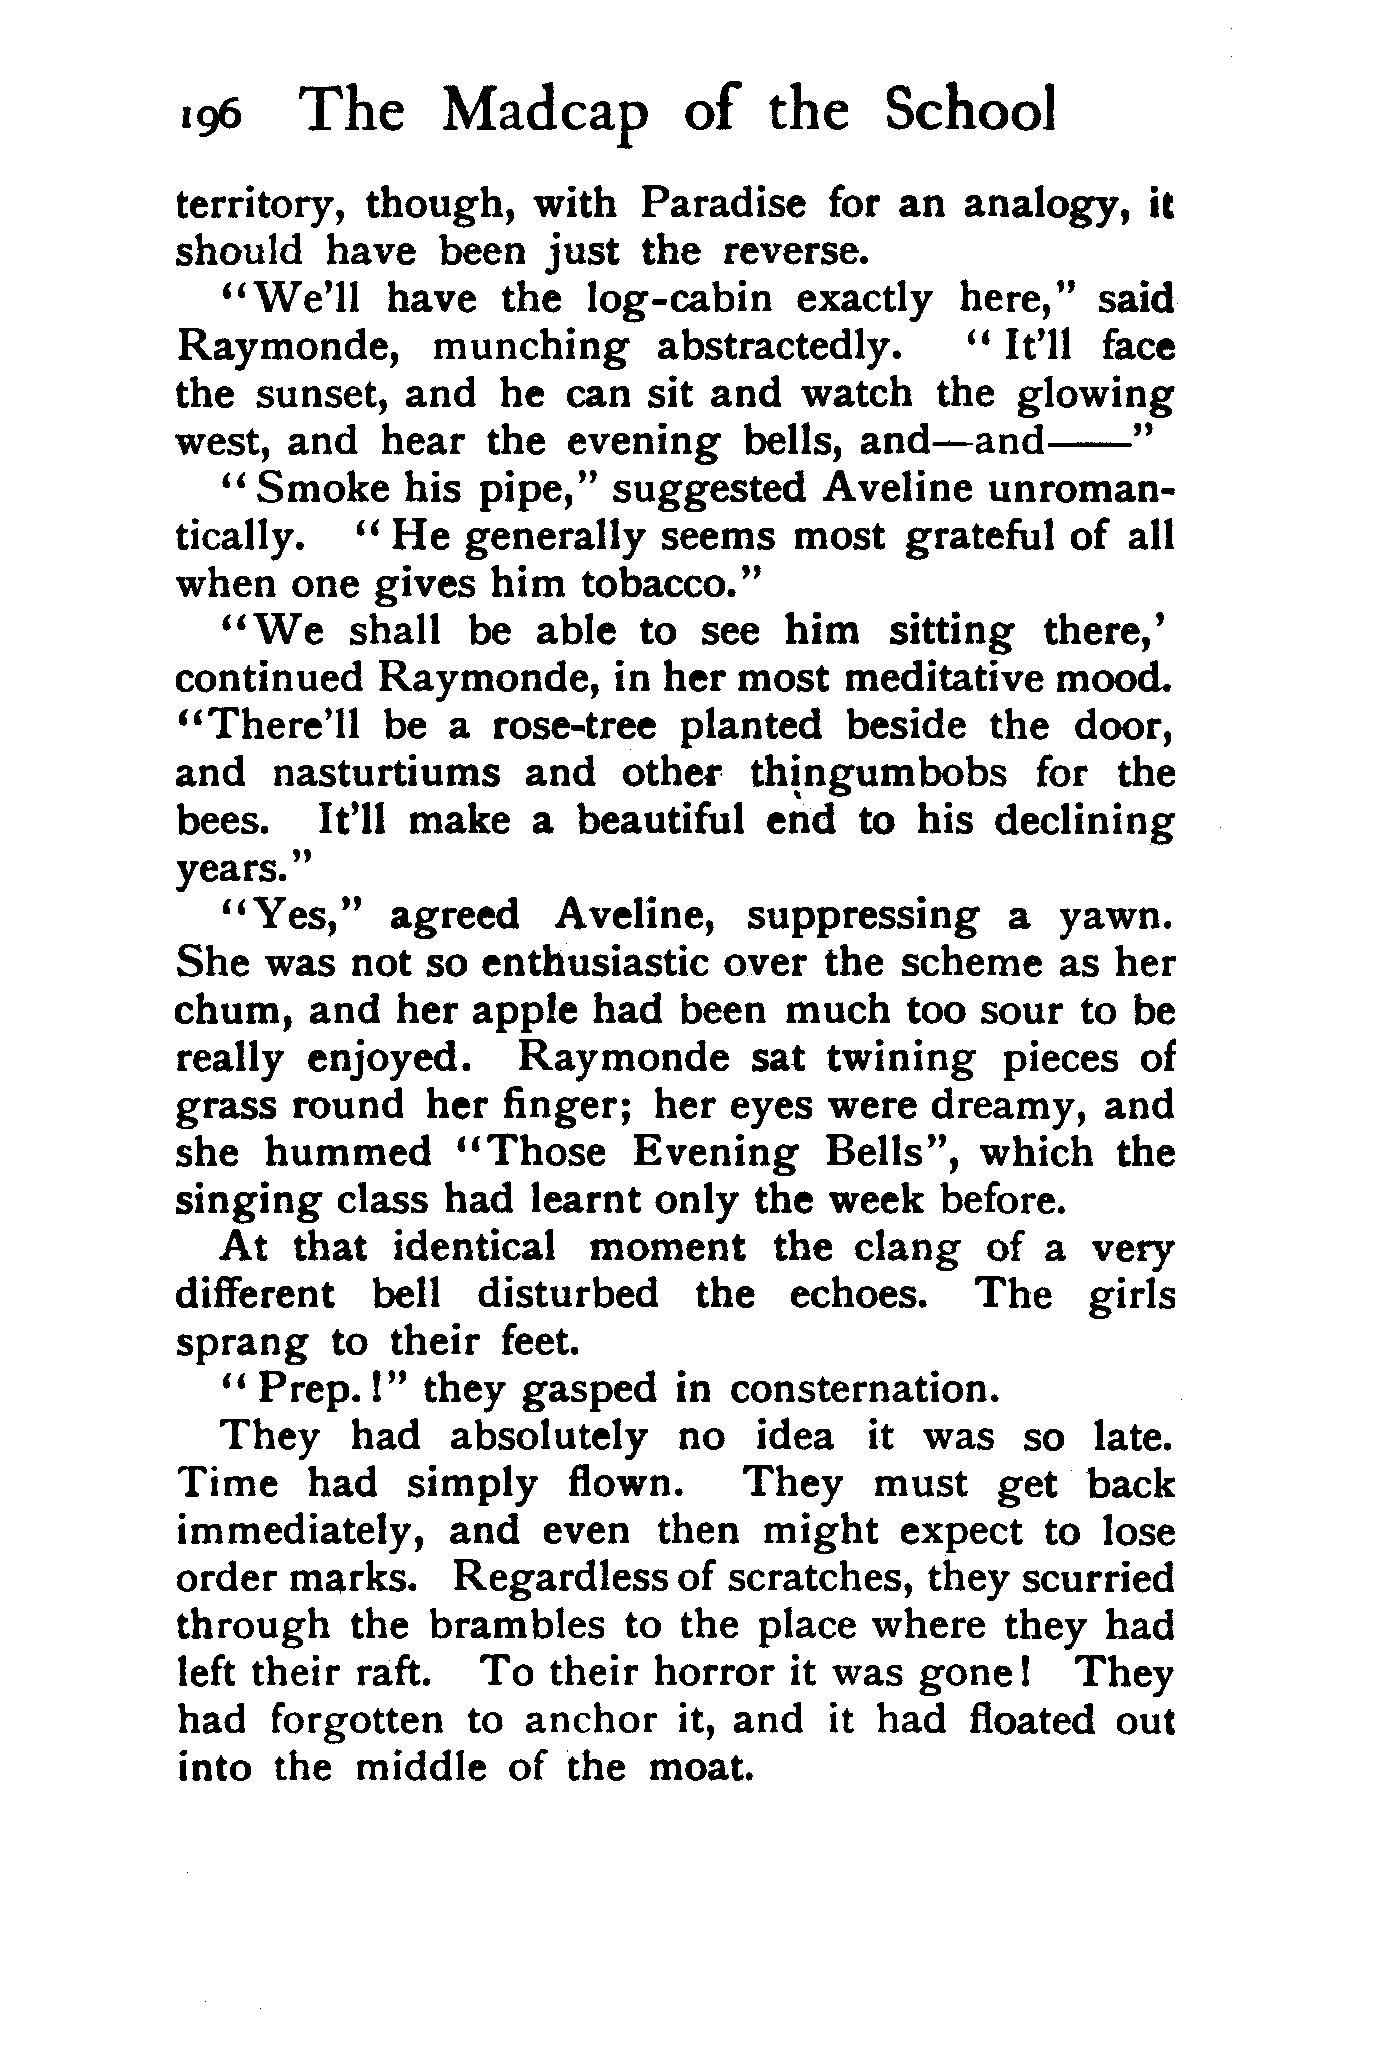 196 The Madcap of the School
territory, though, with Paradise for an analogy, it
should have been just the reverse.
"We'll have the log-cabin exactly here," said
Raymonde, munching abstractedly. "It'll face
the sunset, and he can sit and watch the glowing
west, and hear the evening bells, and—and——"
"Smoke his pipe," suggested Aveline unroman-
tically. "He generally seems most grateful of all
when one gives him tobacco."
"We shall be able to see him sitting there,'
continued Raymonde, in her most meditative mood.
"There'll be a rose-tree planted beside the door,
and nasturtiums and other thingumbobs for the
bees. It'll make a beautiful end to his declining
years."
"Yes," agreed Aveline, suppressing a yawn.
She was not so enthusiastic over the scheme as her
chum, and her apple had been much too sour to be
really enjoyed. Raymonde sat twining pieces of
grass round her finger; her eyes were dreamy, and
she hummed "Those Evening Bells", which the
singing class had learnt only the week before.
At that identical moment the clang of a very
different bell disturbed the echoes. The girls
sprang to their feet.
"Prep.!" they gasped in consternation.
They had absolutely no idea it was so late.
Time had simply flown. They must get back
immediately, and even then might expect to lose
order marks. Regardless of scratches, they scurried
through the brambles to the place where they had
left their raft. To their horror it was gone! They
had forgotten to anchor it, and it had floated out
into the middle of the moat.